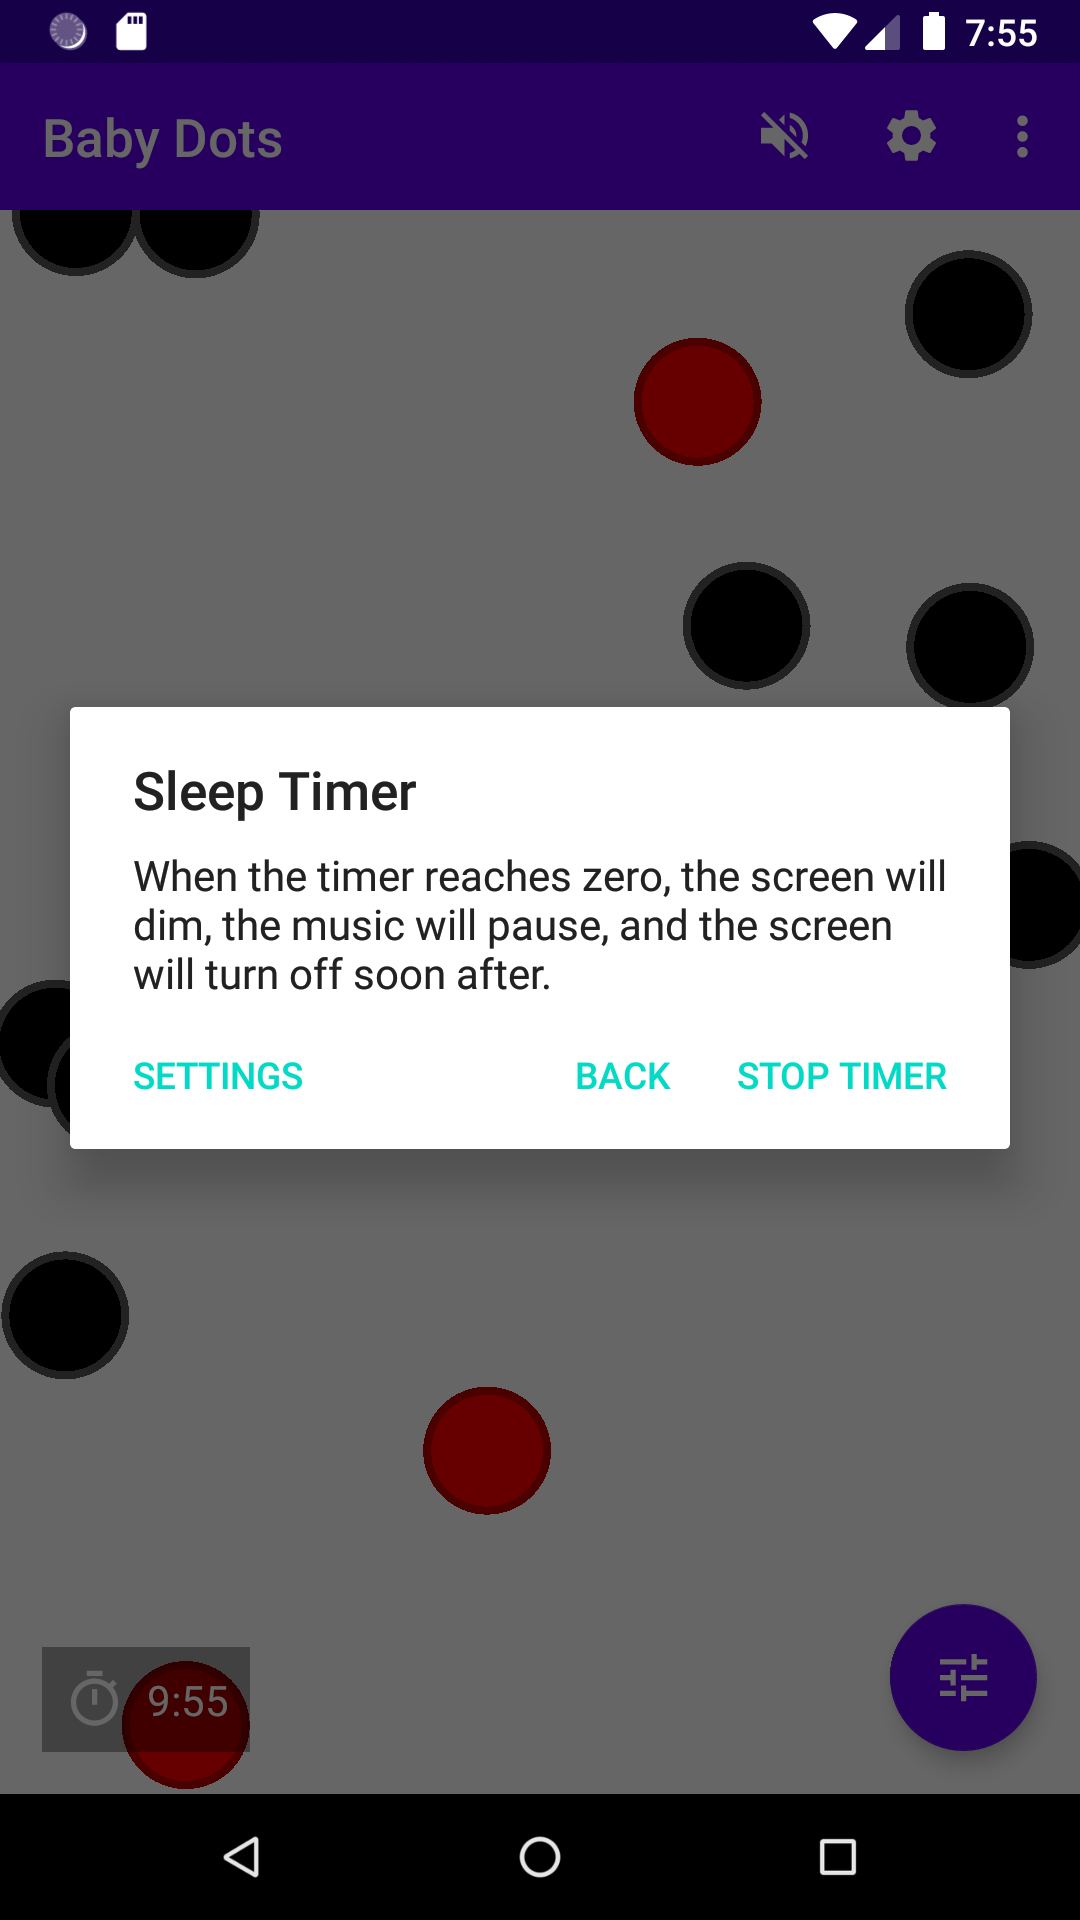 7:55
Baby Dots
Sleep Timer
When the timer reaches zero, the screen will
dim, the music will pause, and the screen
will turn off soon after.
SETTINGS BACK STOP TIMER
9:55